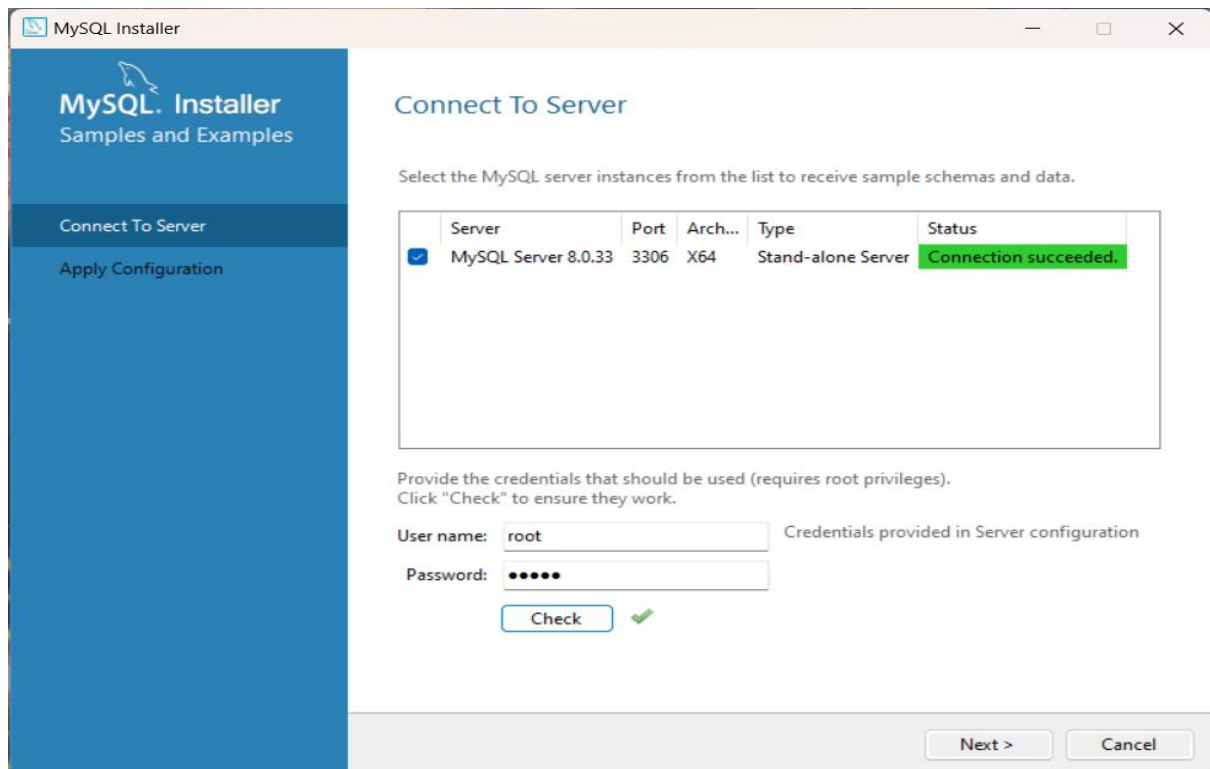 MySQL Installer
MySQL. Installer
Samples and Examples
Connect To Server
Apply Configuration
Connect To Server
Select the MySQL server instances from the list to receive sample schemas and data.
Server Port Arch... Type Status
MySQL Server 8.0.33 3306 X64 Stand-alone Server Connection succeeded.
Provide the credentials that should be used (requires root privileges).
Click "Check" to ensure they work.
User name: root Credentials provided in Server configuration
Password: •••••
Check
Next > Cancel